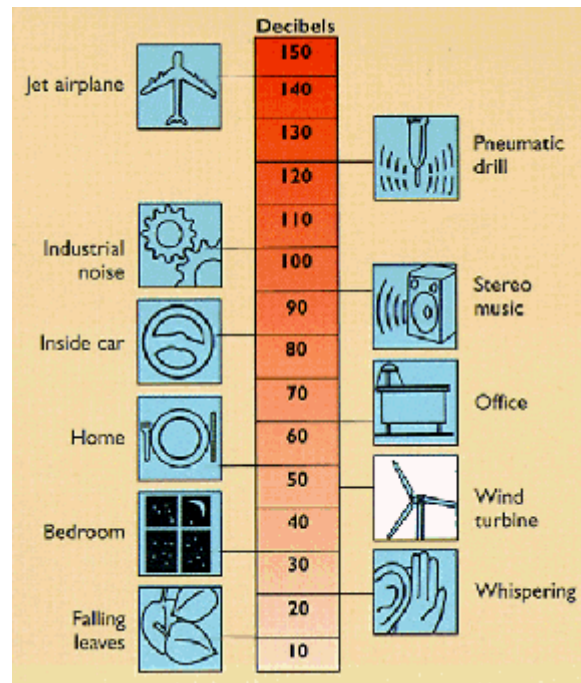 Decibels
150
Jet airplane
140
130
Pneumatic
drill
120
110
Industrial
noise
100
Stereo
music
90
Inside car
80
70
Office
60
Home
50
Wind
turbine
40
Bedroom
30
Whispering
20
Falling
leaves
10